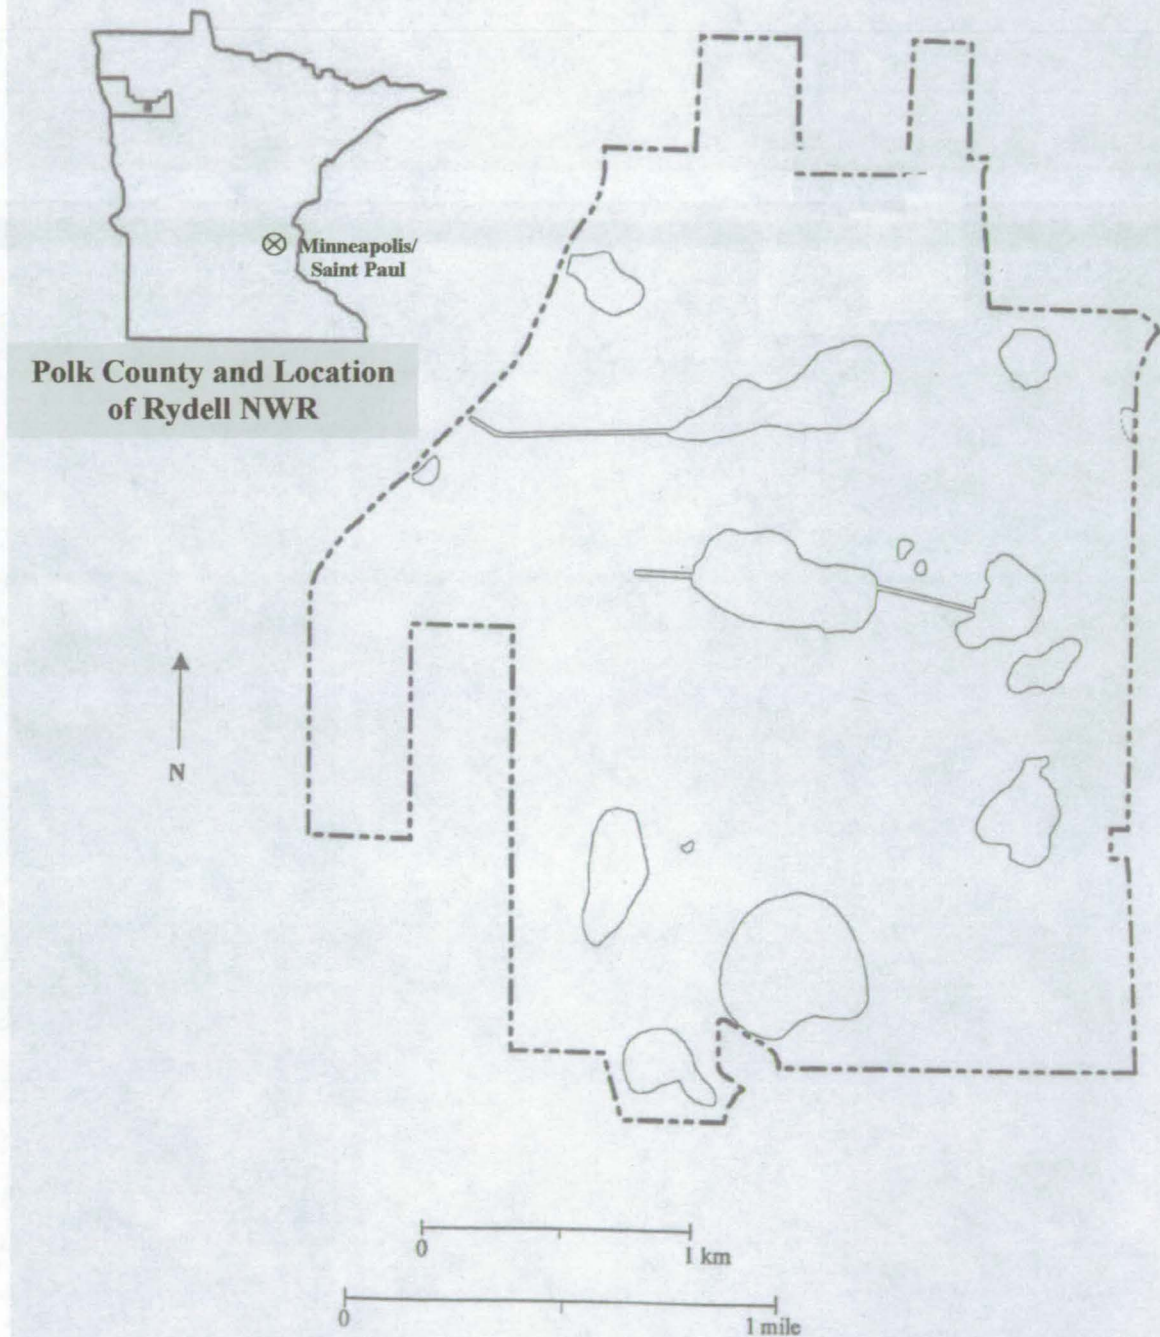 Minneapolis/
Saint Paul
Polk County and Location
of Rydell NWR
N
0
1 km
0
1 mile